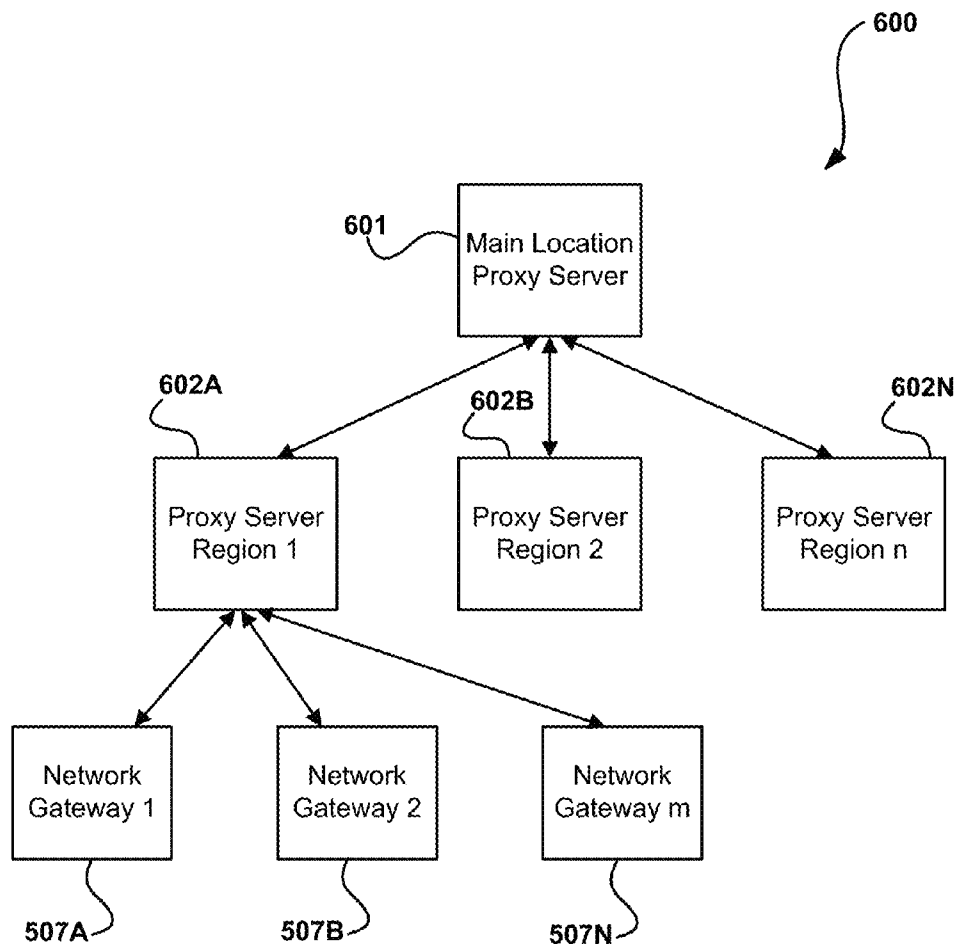 600
601
Main Location
Proxy Server
602A
602B
602N
Proxy Server
Region 1
Proxy Server
Region 2
Proxy Server
Region n
Network
Gateway 1
Network
Gateway 2
Network
Gateway m
507A
507B
507N